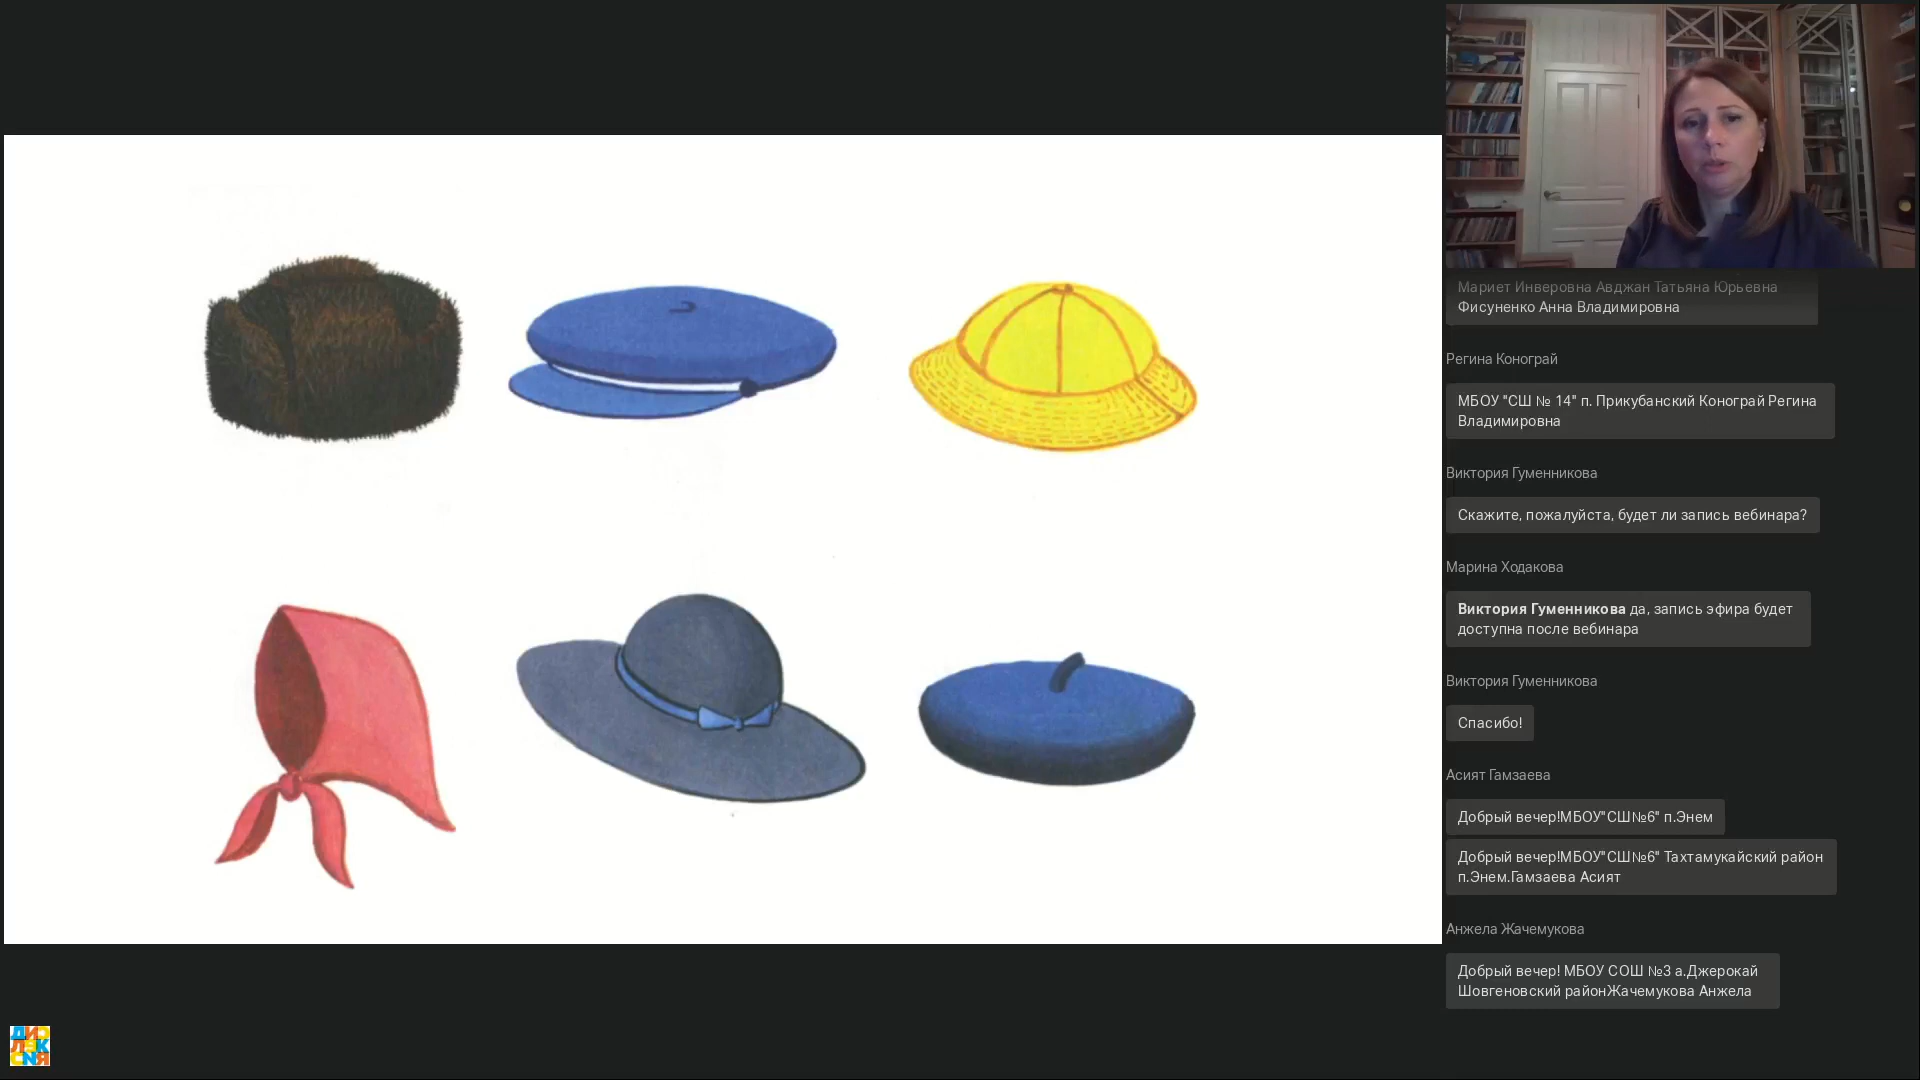 Мариет Инверовна Авджан Татьяна Юрьевна
Фисуненко Анна Владимировна
Регина Конограй
МБОУ "СШ № 14" п. Прикубанский Конограй Регина
Владимировна
Виктория Гуменникова
Скажите, пожалуйста, будет ли запись вебинара?
Марина Ходакова
Виктория Гуменникова да, запись эфира будет
доступна после вебинара
Виктория Гуменникова
Спасибо!
Асият Гамзаева
Добрый вечер!МБОУ"СШ№6" п.Энем
Добрый вечер!МБОУ"СШ№6" Тахтамукайский район
п.Энем.Гамзаева Асият
Анжела Жачемукова
Добрый вечер! МБОУ СОШ №3 а.Джерокай
Шовгеновский районЖачемукова Анжела
ДИС
ЛЕК
СИЯ